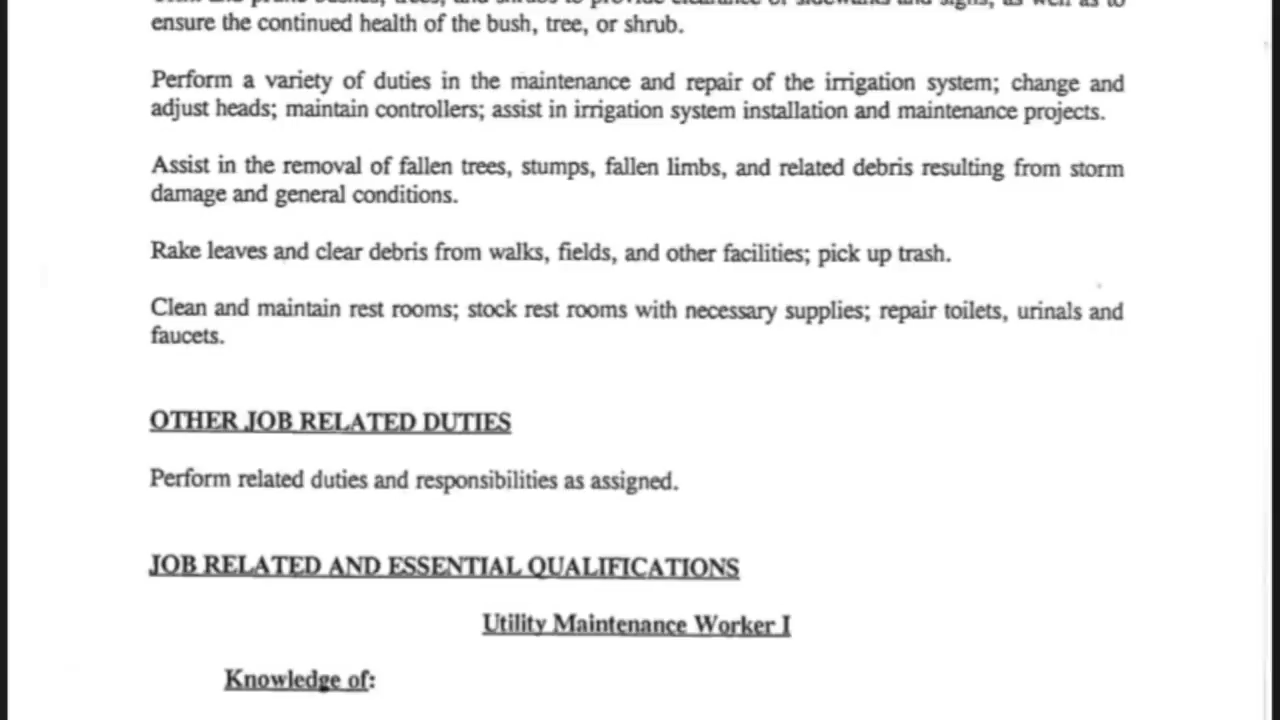 ensure the continued health of the bush, tree, or shrub.
Perform a variety of duties in the maintenance and repair of the irrigation system; change and
adjust heads; maintain controllers; assist in irrigation system installation and maintenance projects.
Assist in the removal of fallen trees, stumps, fallen limbs, and related debris resulting from storm
damage and general conditions.
Rake leaves and clear debris from walks, fields, and other facilities; pick up trash.
Clean and maintain rest rooms; stock rest rooms with necessary supplies; repair toilets, urinals and
faucets.
OTHER JOB RELATED DUTIES
Perform related duties and responsibilities as assigned.
JOB RELATED AND ESSENTIAL QUALIFICATIONS
Utility Maintenance Worker I
Knowledge of: